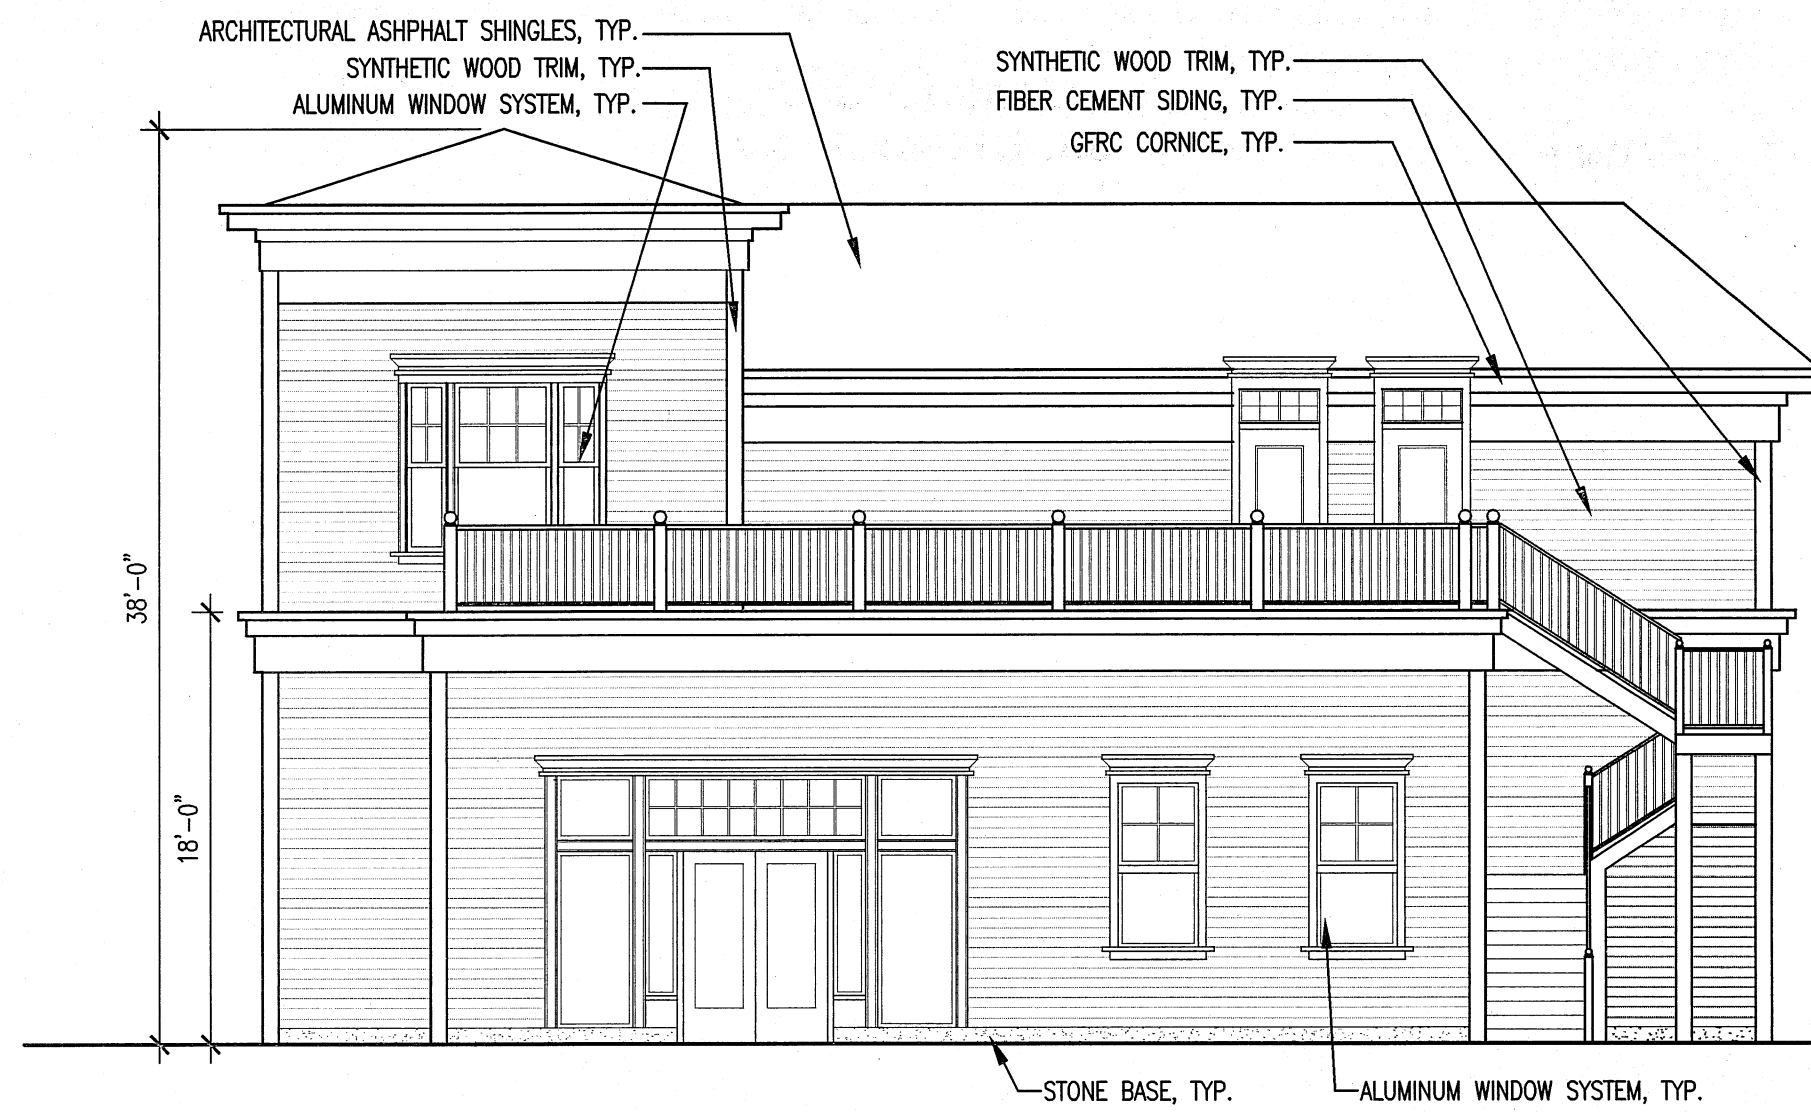 ARCHITECTURAL ASHPHALT SHINGLES, TYP.
SYNTHETIC WOOD TRIM, TYP.
ALUMINUM WINDOW SYSTEM, TYP.
SYNTHETIC WOOD TRIM, TYP.
FIBER CEMENT SIDING, TYP.
GFRC CORNICE, TYP.
38'-0"
18'-0"
STONE BASE, TYP.
ALUMINUM WINDOW SYSTEM, TYP.